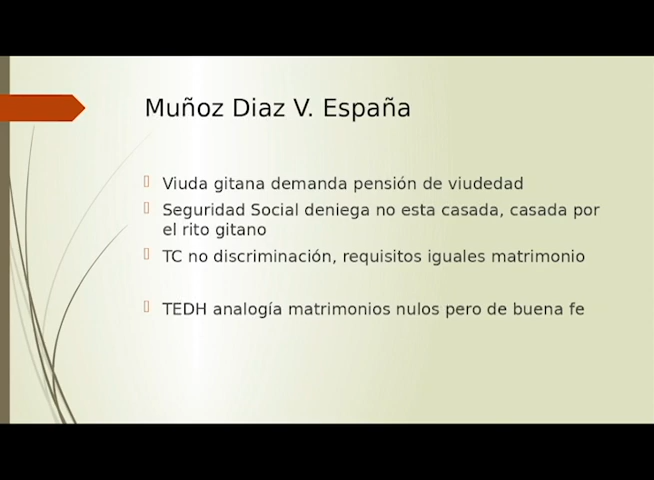 Muñoz Diaz V. España
Viuda gitana demanda pensión de viudedad
Seguridad Social deniega no esta casada, casada por
el rito gitano
TC no discriminación, requisitos iguales matrimonio
TEDH analogía matrimonios nulos pero de buena fe